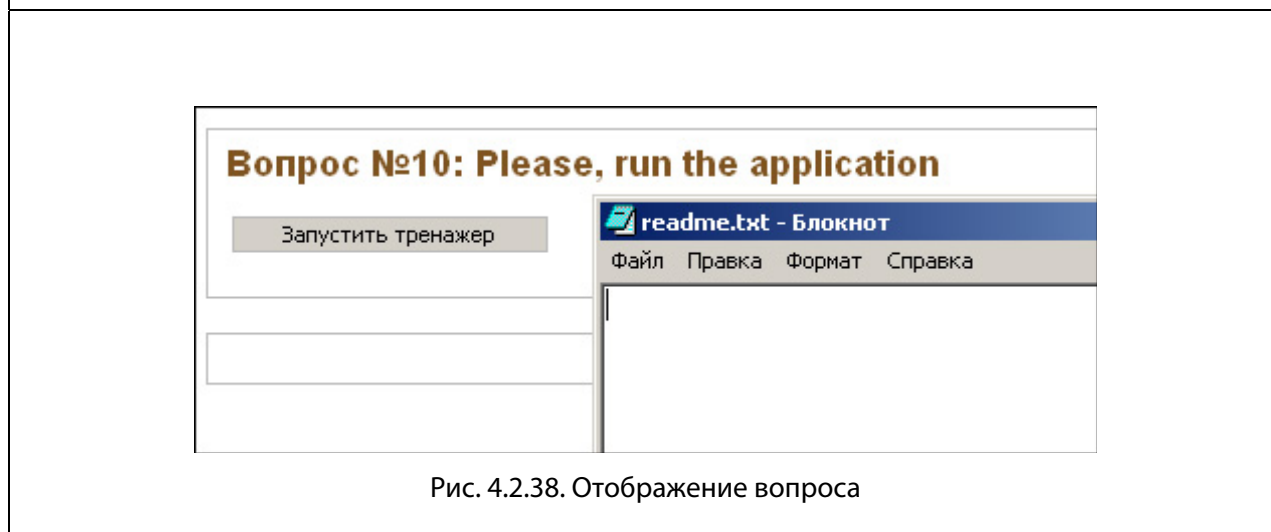 Вопрос №10: Please, run the application
Запустить тренажер
readme.txt - Блокнот
Файл Правка Формат Справка
Рис. 4.2.38. Отображение вопроса